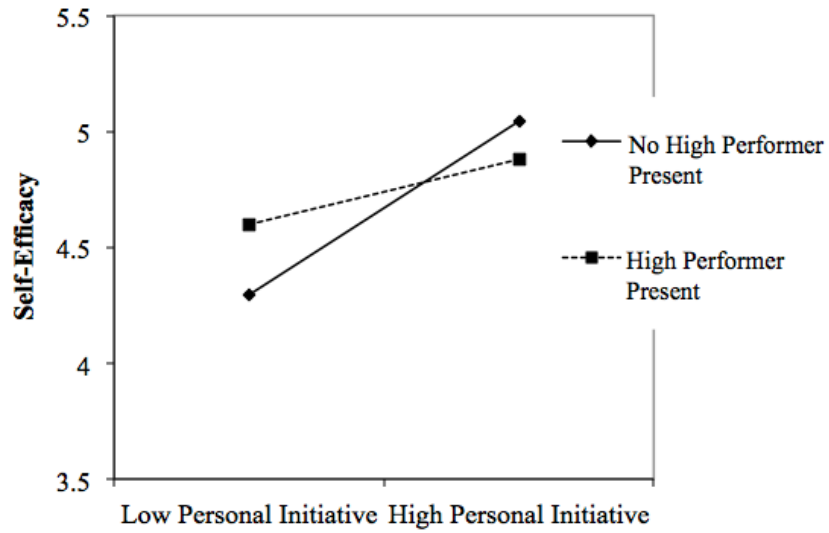 5.5
5
4.5
4
3.5
Self-Efficacy
Low Personal Initiative High Personal Initiative
No High Performer
Present
High Performer
Present